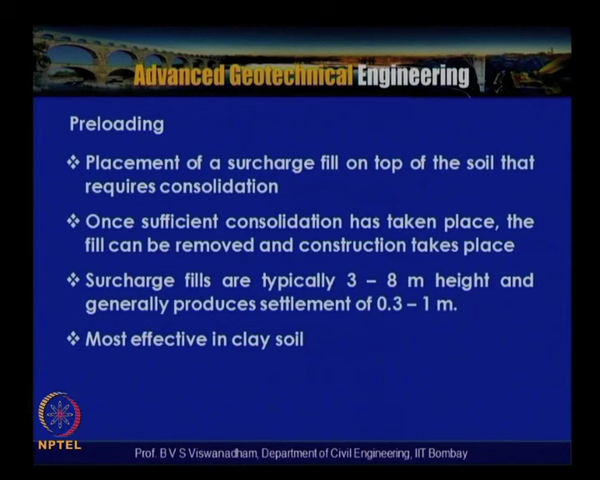 Advanced Geotechnical Engineering
Preloading
❖ Placement of a surcharge fill on top of the soil that
requires consolidation
❖ Once sufficient consolidation has taken place, the
fill can be removed and construction takes place
❖ Surcharge fills are typically 3 – 8 m height and
generally produces settlement of 0.3 – 1 m.
❖ Most effective in clay soil
NPTEL
Prof. B V S Viswanadham, Department of Civil Engineering, IIT Bombay